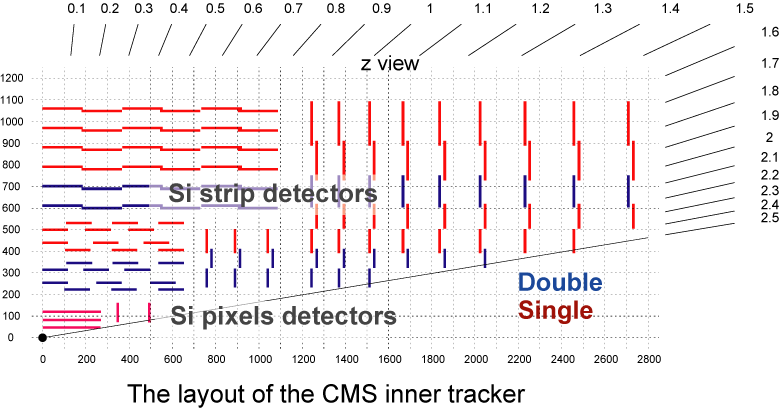 0.1 0.2 0.3 0.4 0.5 0.6 0.7 0.8 0.9 1 1.1 1.2 1.3 1.4 1.5
1.6
z view
1.7
1200
1.8
1100
1.9
1000
2
900
2.1
800
2.2
700
Si strip detectors
2.3
600
2.4
2.5
500
400
300
Double
200
Single
100
Si pixels detectors
0
0 200 400 600 800 1000 1200 1400 1600 1800 2000 2200 2400 2600 2800
The layout of the CMS inner tracker